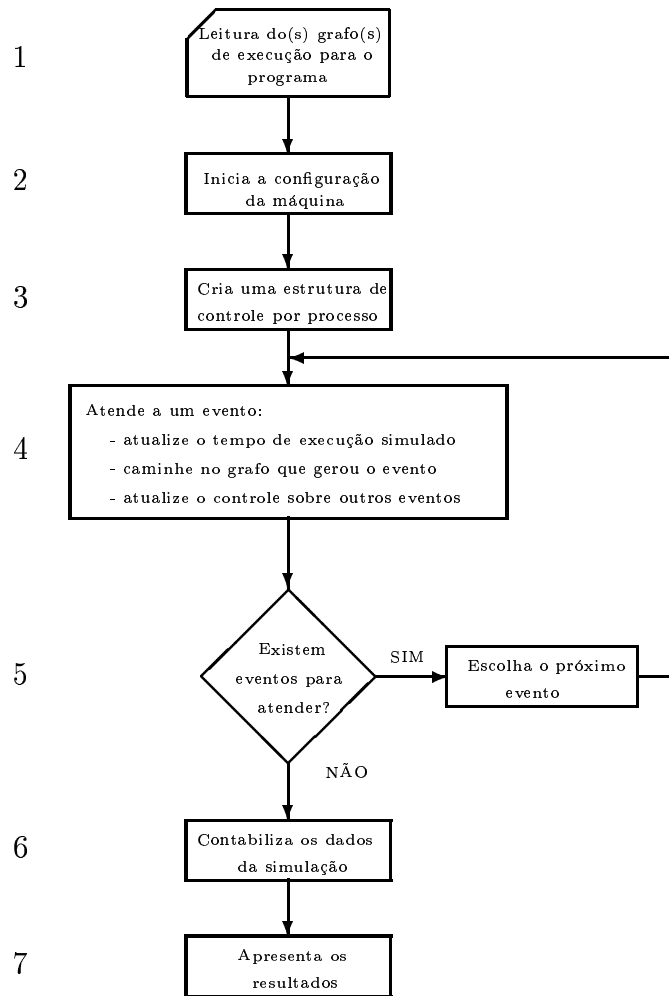 1
Leitura do(s) grafo(s)
de execução para o
programa
2
Inicia a configuração
da máquina
3
Cria uma estrutura de
controle por processo
4
Atende a um evento:
- atualize o tempo de execução simulado
- caminhe no grafo que gerou o evento
- atualize o controle sobre outros eventos
5
Existem
eventos para
atender?
SIM
Escolha o próximo
evento
NÃO
6
Contabiliza os dados
da simulação
7
Apresenta os
resultados